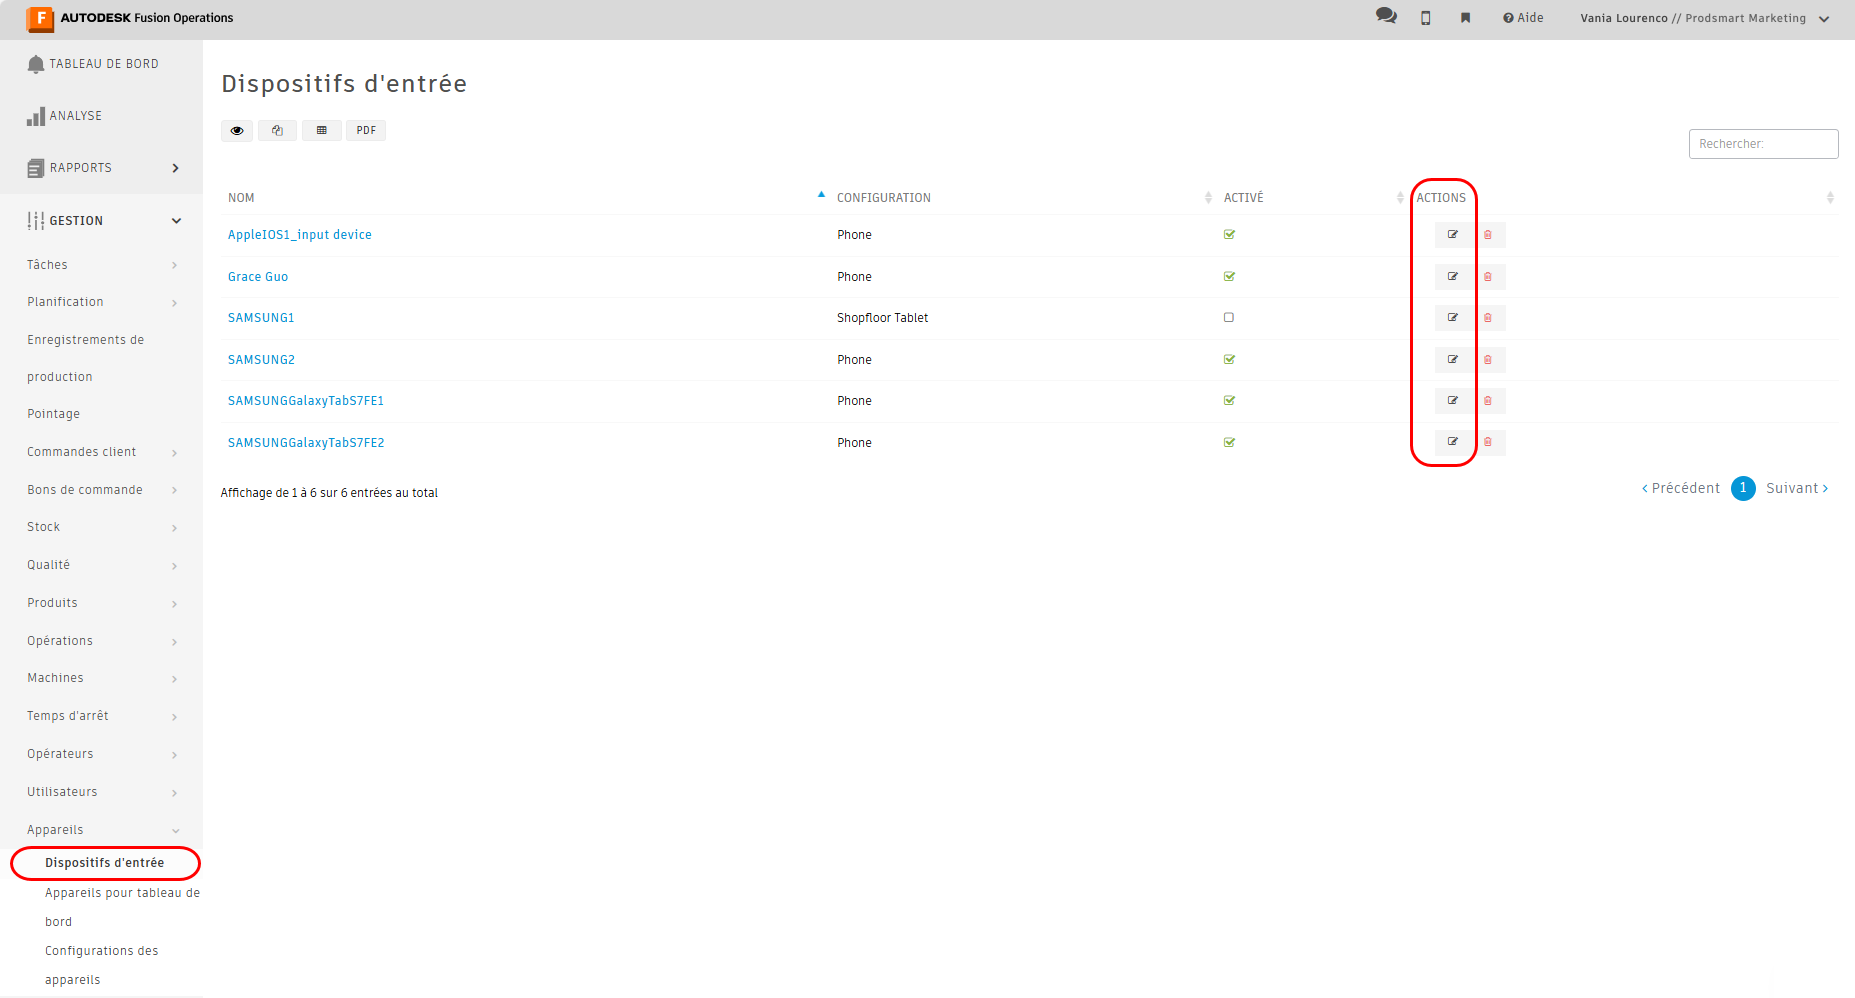 F AUTODESK Fusion Operations
Aide
Vania Lourenco // Prodsmart Marketing
TABLEAU DE BORD
ANALYSE
RAPPORTS
GESTION
Tâches
Planification
Enregistrements de
production
Pointage
Commandes client
Bons de commande
Stock
Qualité
Produits
Opérations
Machines
Temps d'arrêt
Opérateurs
Utilisateurs
Appareils
Dispositifs d'entrée
Appareils pour tableau de
bord
Configurations des
appareils
Dispositifs d'entrée
PDF
Rechercher:
NOM CONFIGURATION ACTIVÉ ACTIONS
AppleIOS1_input device Phone
Grace Guo Phone
SAMSUNG1 Shopfloor Tablet
SAMSUNG2 Phone
SAMSUNGGalaxyTabS7FE1 Phone
SAMSUNGGalaxyTabS7FE2 Phone
Affichage de 1 à 6 sur 6 entrées au total
‹ Précédent 1 Suivant ›